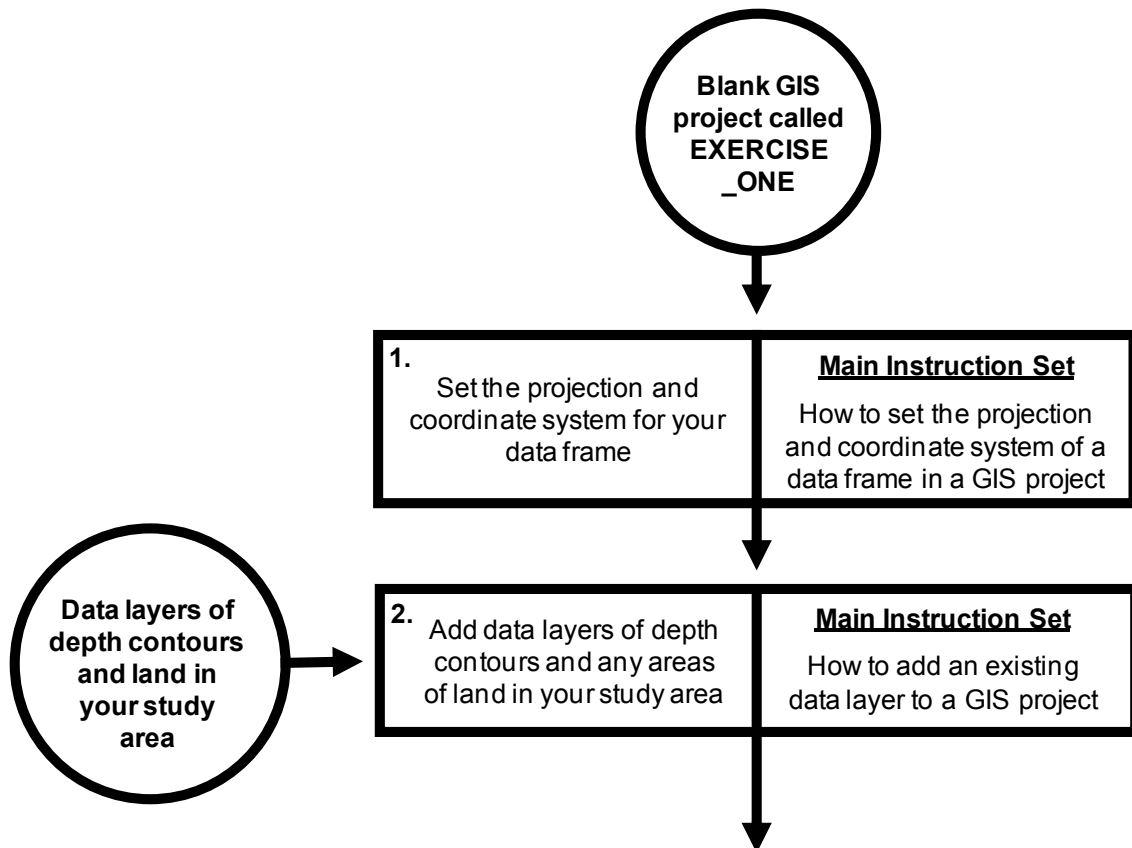 Blank GIS
project called
EXERCISE
_ONE
1.
Set the projection and
coordinate system for your
data frame
Main Instruction Set
How to set the projection
and coordinate system of a
data frame in a GIS project
Data layers of
depth contours
and land in
your study
area
2.
Add data layers of depth
contours and any areas
of land in your study area
Main Instruction Set
How to add an existing
data layer to a GIS project